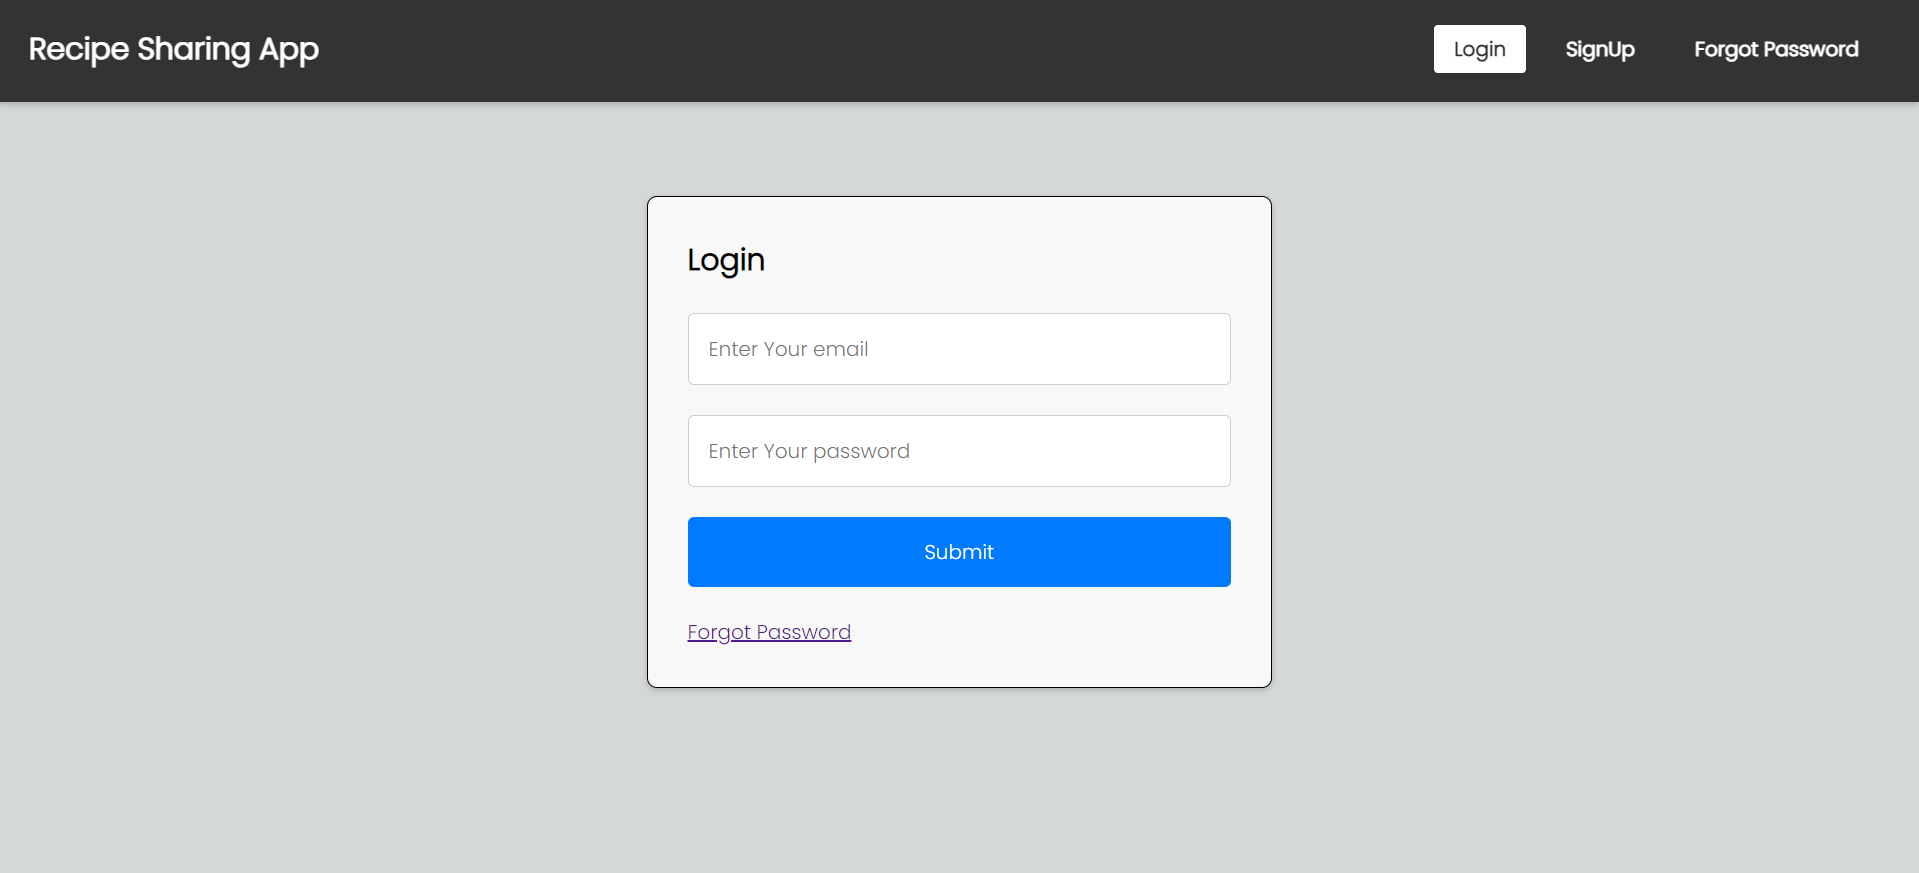 Recipe Sharing App
Login
SignUp
Forgot Password
Login
Enter Your email
Enter Your password
Submit
Forgot Password